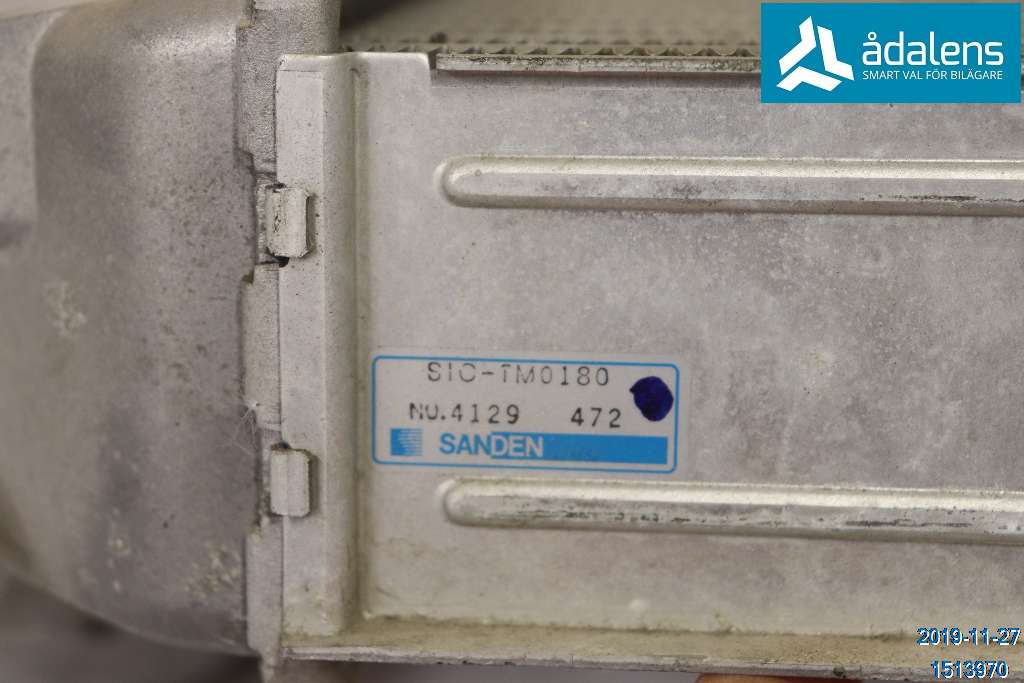 ådalens
SMART VAL FÖR BILÄGARE
SIC-TM0180
NO.4129 472
SANDEN
2019-11-27
1513970